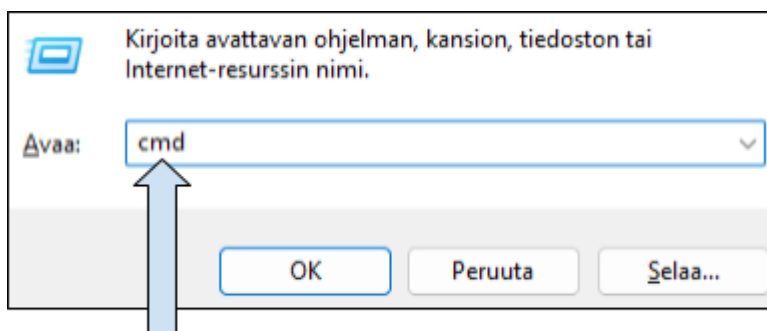 Kirjoita avattavan ohjelman, kansion, tiedoston tai
Internet-resurssin nimi.
Avaa: cmd
OK Peruuta Selaa...